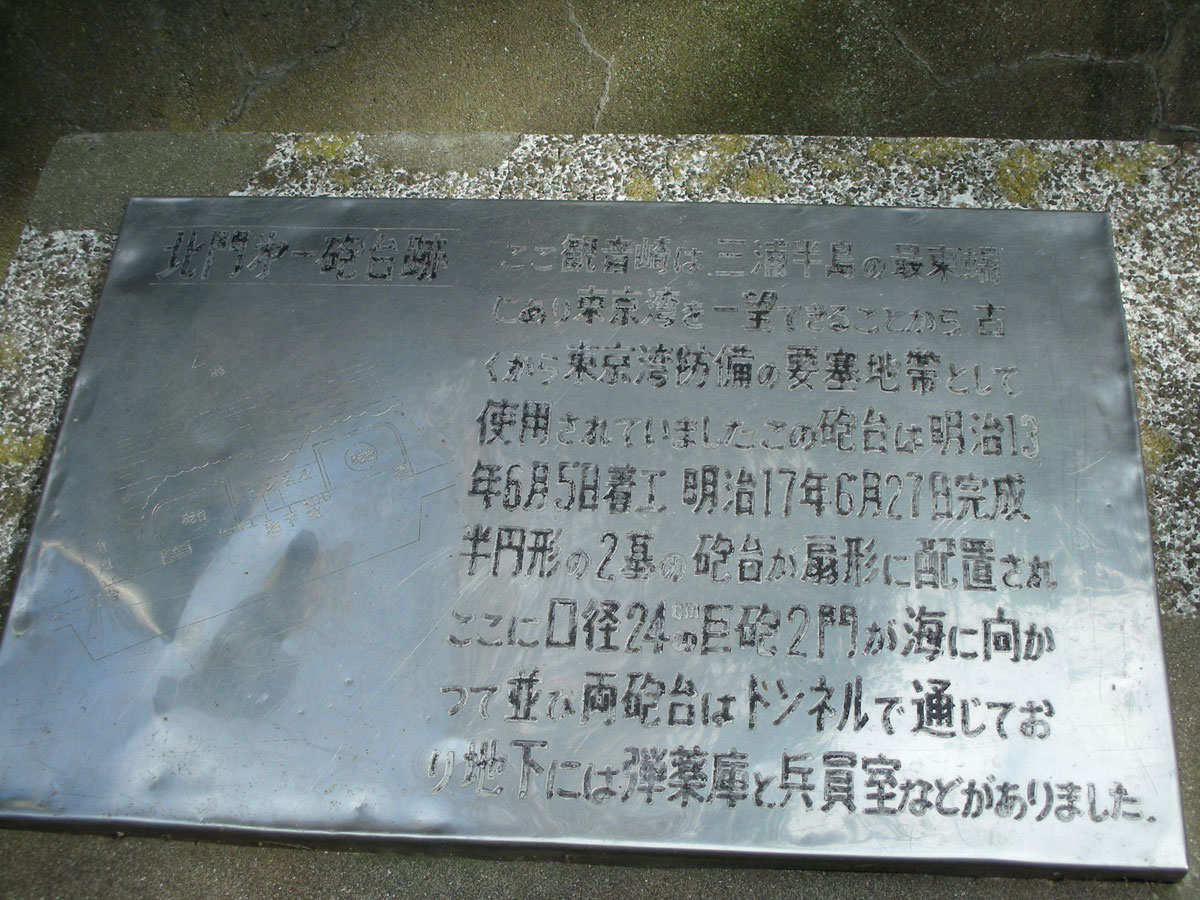 北門第一砲台跡
ここ観音崎は三浦半島の最東端
にあり東京湾を一望できることから古
くから東京湾防備の要塞地帯として
使用されていましたこの砲台は明治13
年6月5日着工 明治17年6月27日完成
半円形の2基の砲台が扇形に配置され
ここに口径24cmの巨砲2門が海に向か
って並び両砲台はトンネルで通じてお
り地下には弾薬庫と兵員室などがありました.